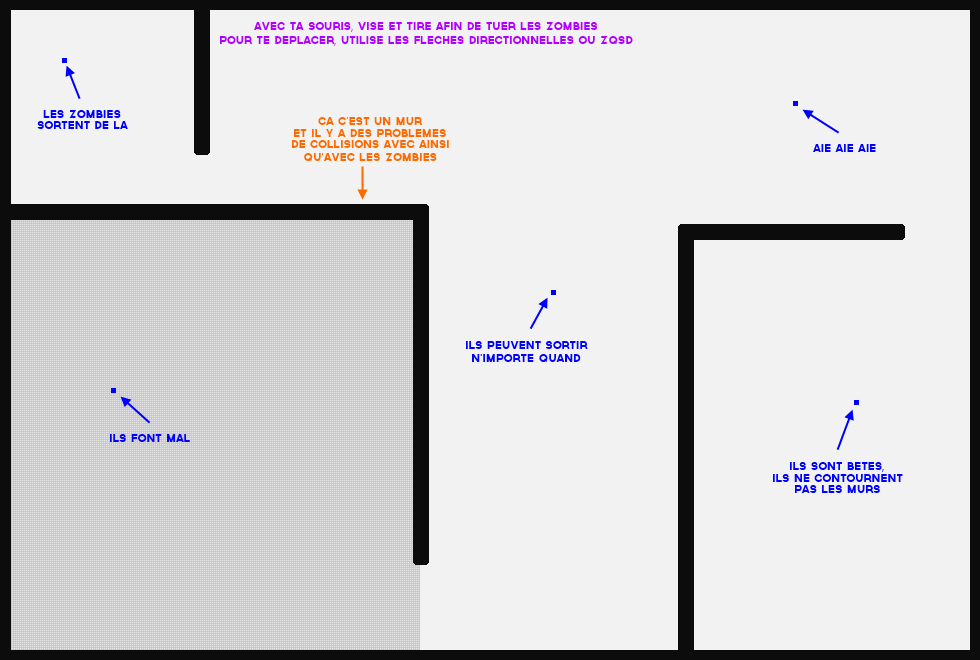 AVEC TA SOURIS, VISE ET TIRE AFIN DE TUER LES ZOMBIES
POUR TE DEPLACER, UTILISE LES FLECHES DIRECTIONNELLES OU ZQSD
LES ZOMBIES
SORTENT DE LA
CA C'EST UN MUR
ET IL Y A DES PROBLEMES
DE COLLISIONS AVEC AINSI
QU'AVEC LES ZOMBIES
AIE AIE AIE
ILS PEUVENT SORTIR
N'IMPORTE QUAND
ILS FONT MAL
ILS SONT BETES,
ILS NE CONTOURNENT
PAS LES MURS